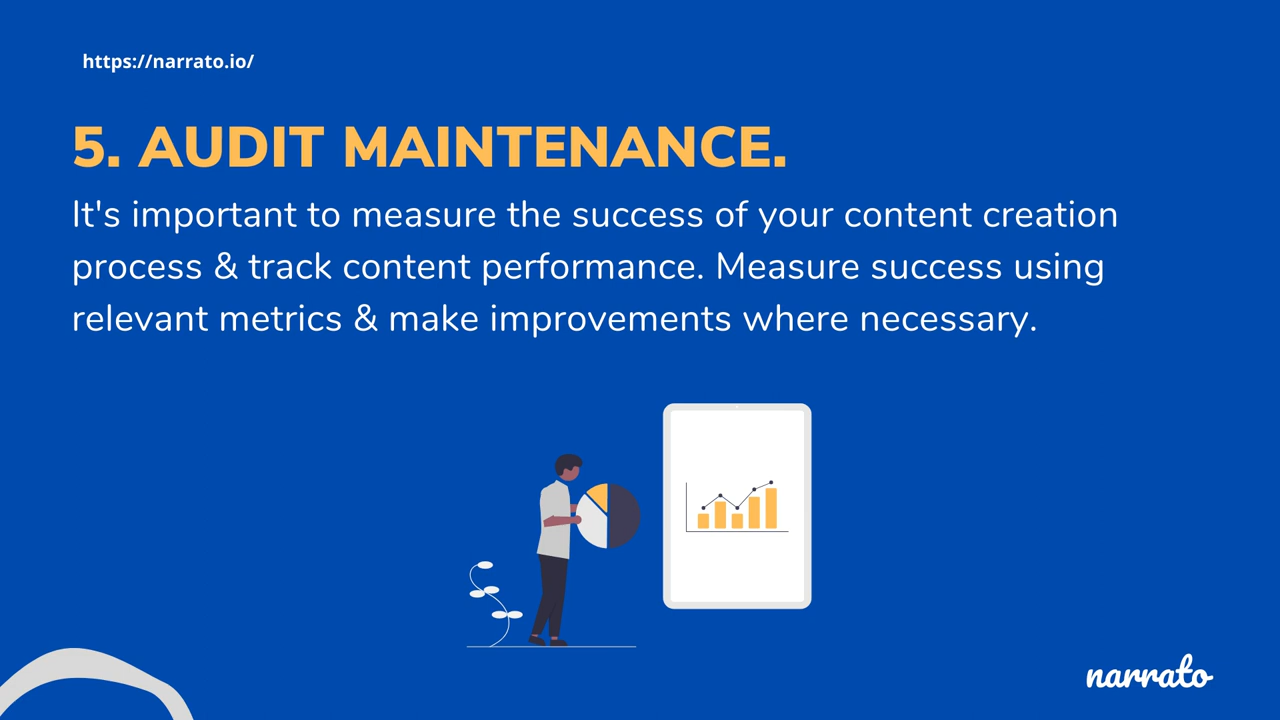 https://narrato.io/
5. AUDIT MAINTENANCE.
It's important to measure the success of your content creation
process & track content performance. Measure success using
relevant metrics & make improvements where necessary.
narrato